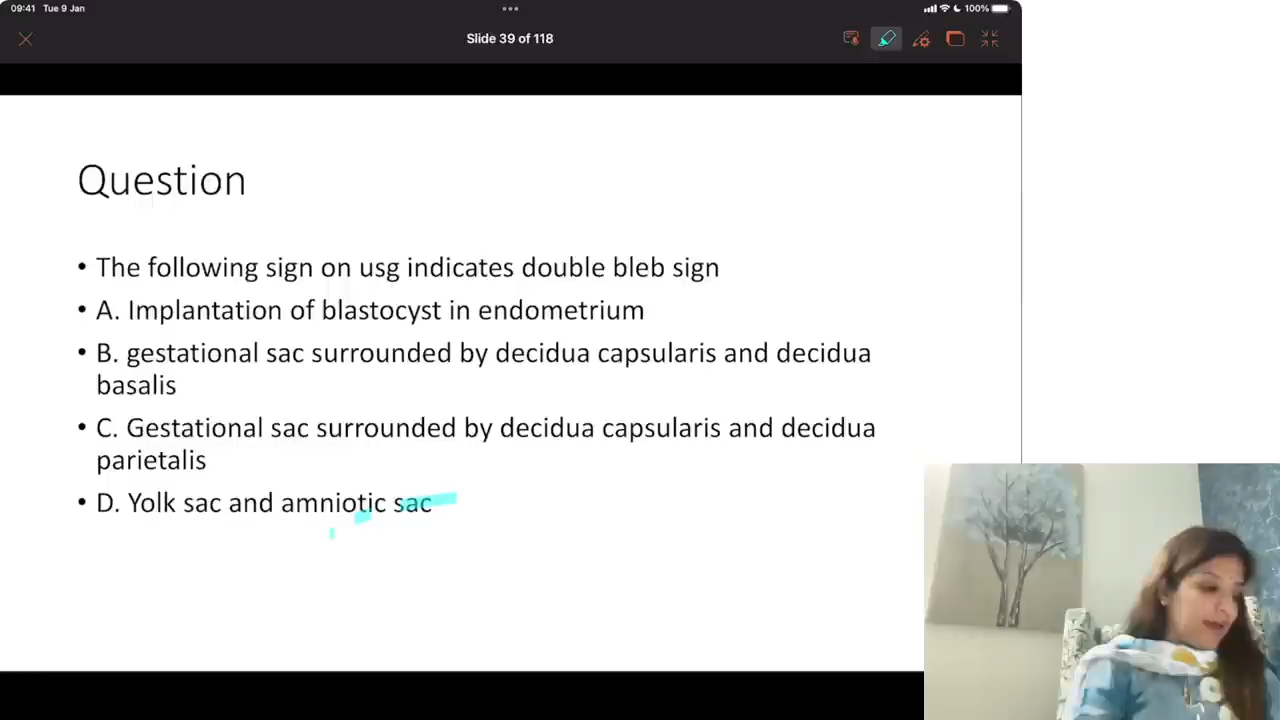 09:41 Tue 9 Jan
100%
Slide 39 of 118
Question
• The following sign on usg indicates double bleb sign
• A. Implantation of blastocyst in endometrium
• B. gestational sac surrounded by decidua capsularis and decidua
basalis
• C. Gestational sac surrounded by decidua capsularis and decidua
parietalis
• D. Yolk sac and amniotic sac